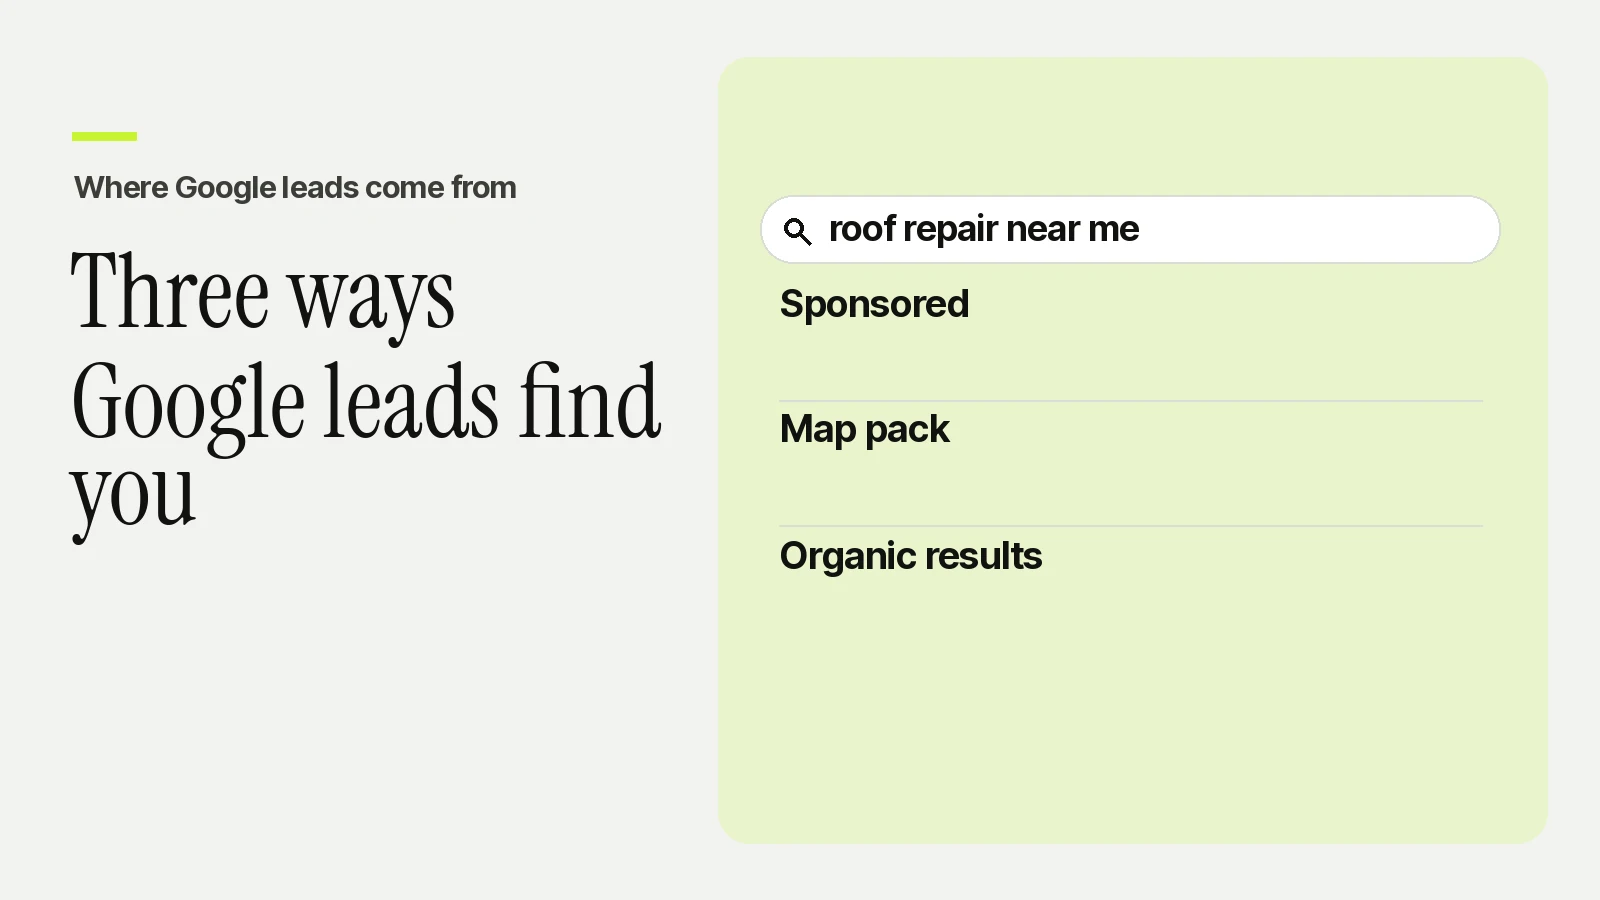 Where Google leads come from
Three ways
Google leads find
you
roof repair near me
Sponsored
Map pack
Organic results